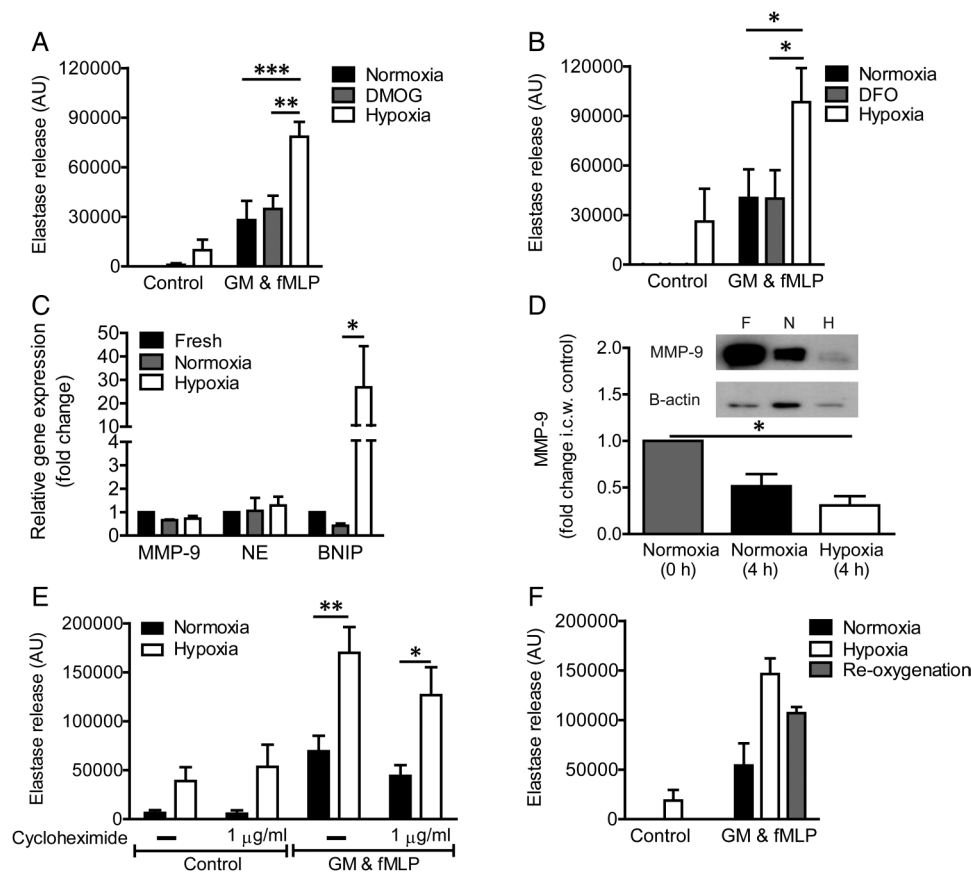 A
Elastase release (AU)
120000
90000
60000
30000
0
***
**
Normoxia
DMOG
Hypoxia
Control
GM & fMLP
B
Elastase release (AU)
120000
90000
60000
30000
0
*
*
Normoxia
DFO
Hypoxia
Control
GM & fMLP
C
Relative gene expression
(fold change)
50
40
30
20
10
4
3
2
1
0
Fresh
Normoxia
Hypoxia
*
MMP-9
NE
BNIP
D
MMP-9
(fold change i.c.w. control)
2.0
1.5
1.0
0.5
0.0
F N H
MMP-9
B-actin
*
Normoxia
(0 h)
Normoxia
(4 h)
Hypoxia
(4 h)
E
Elastase release (AU)
200000
150000
100000
50000
0
Normoxia
Hypoxia
**
*
Cycloheximide
–
1 μg/ml
–
1 μg/ml
Control
GM & fMLP
F
Elastase release (AU)
200000
150000
100000
50000
0
Normoxia
Hypoxia
Re-oxygenation
Control
GM & fMLP